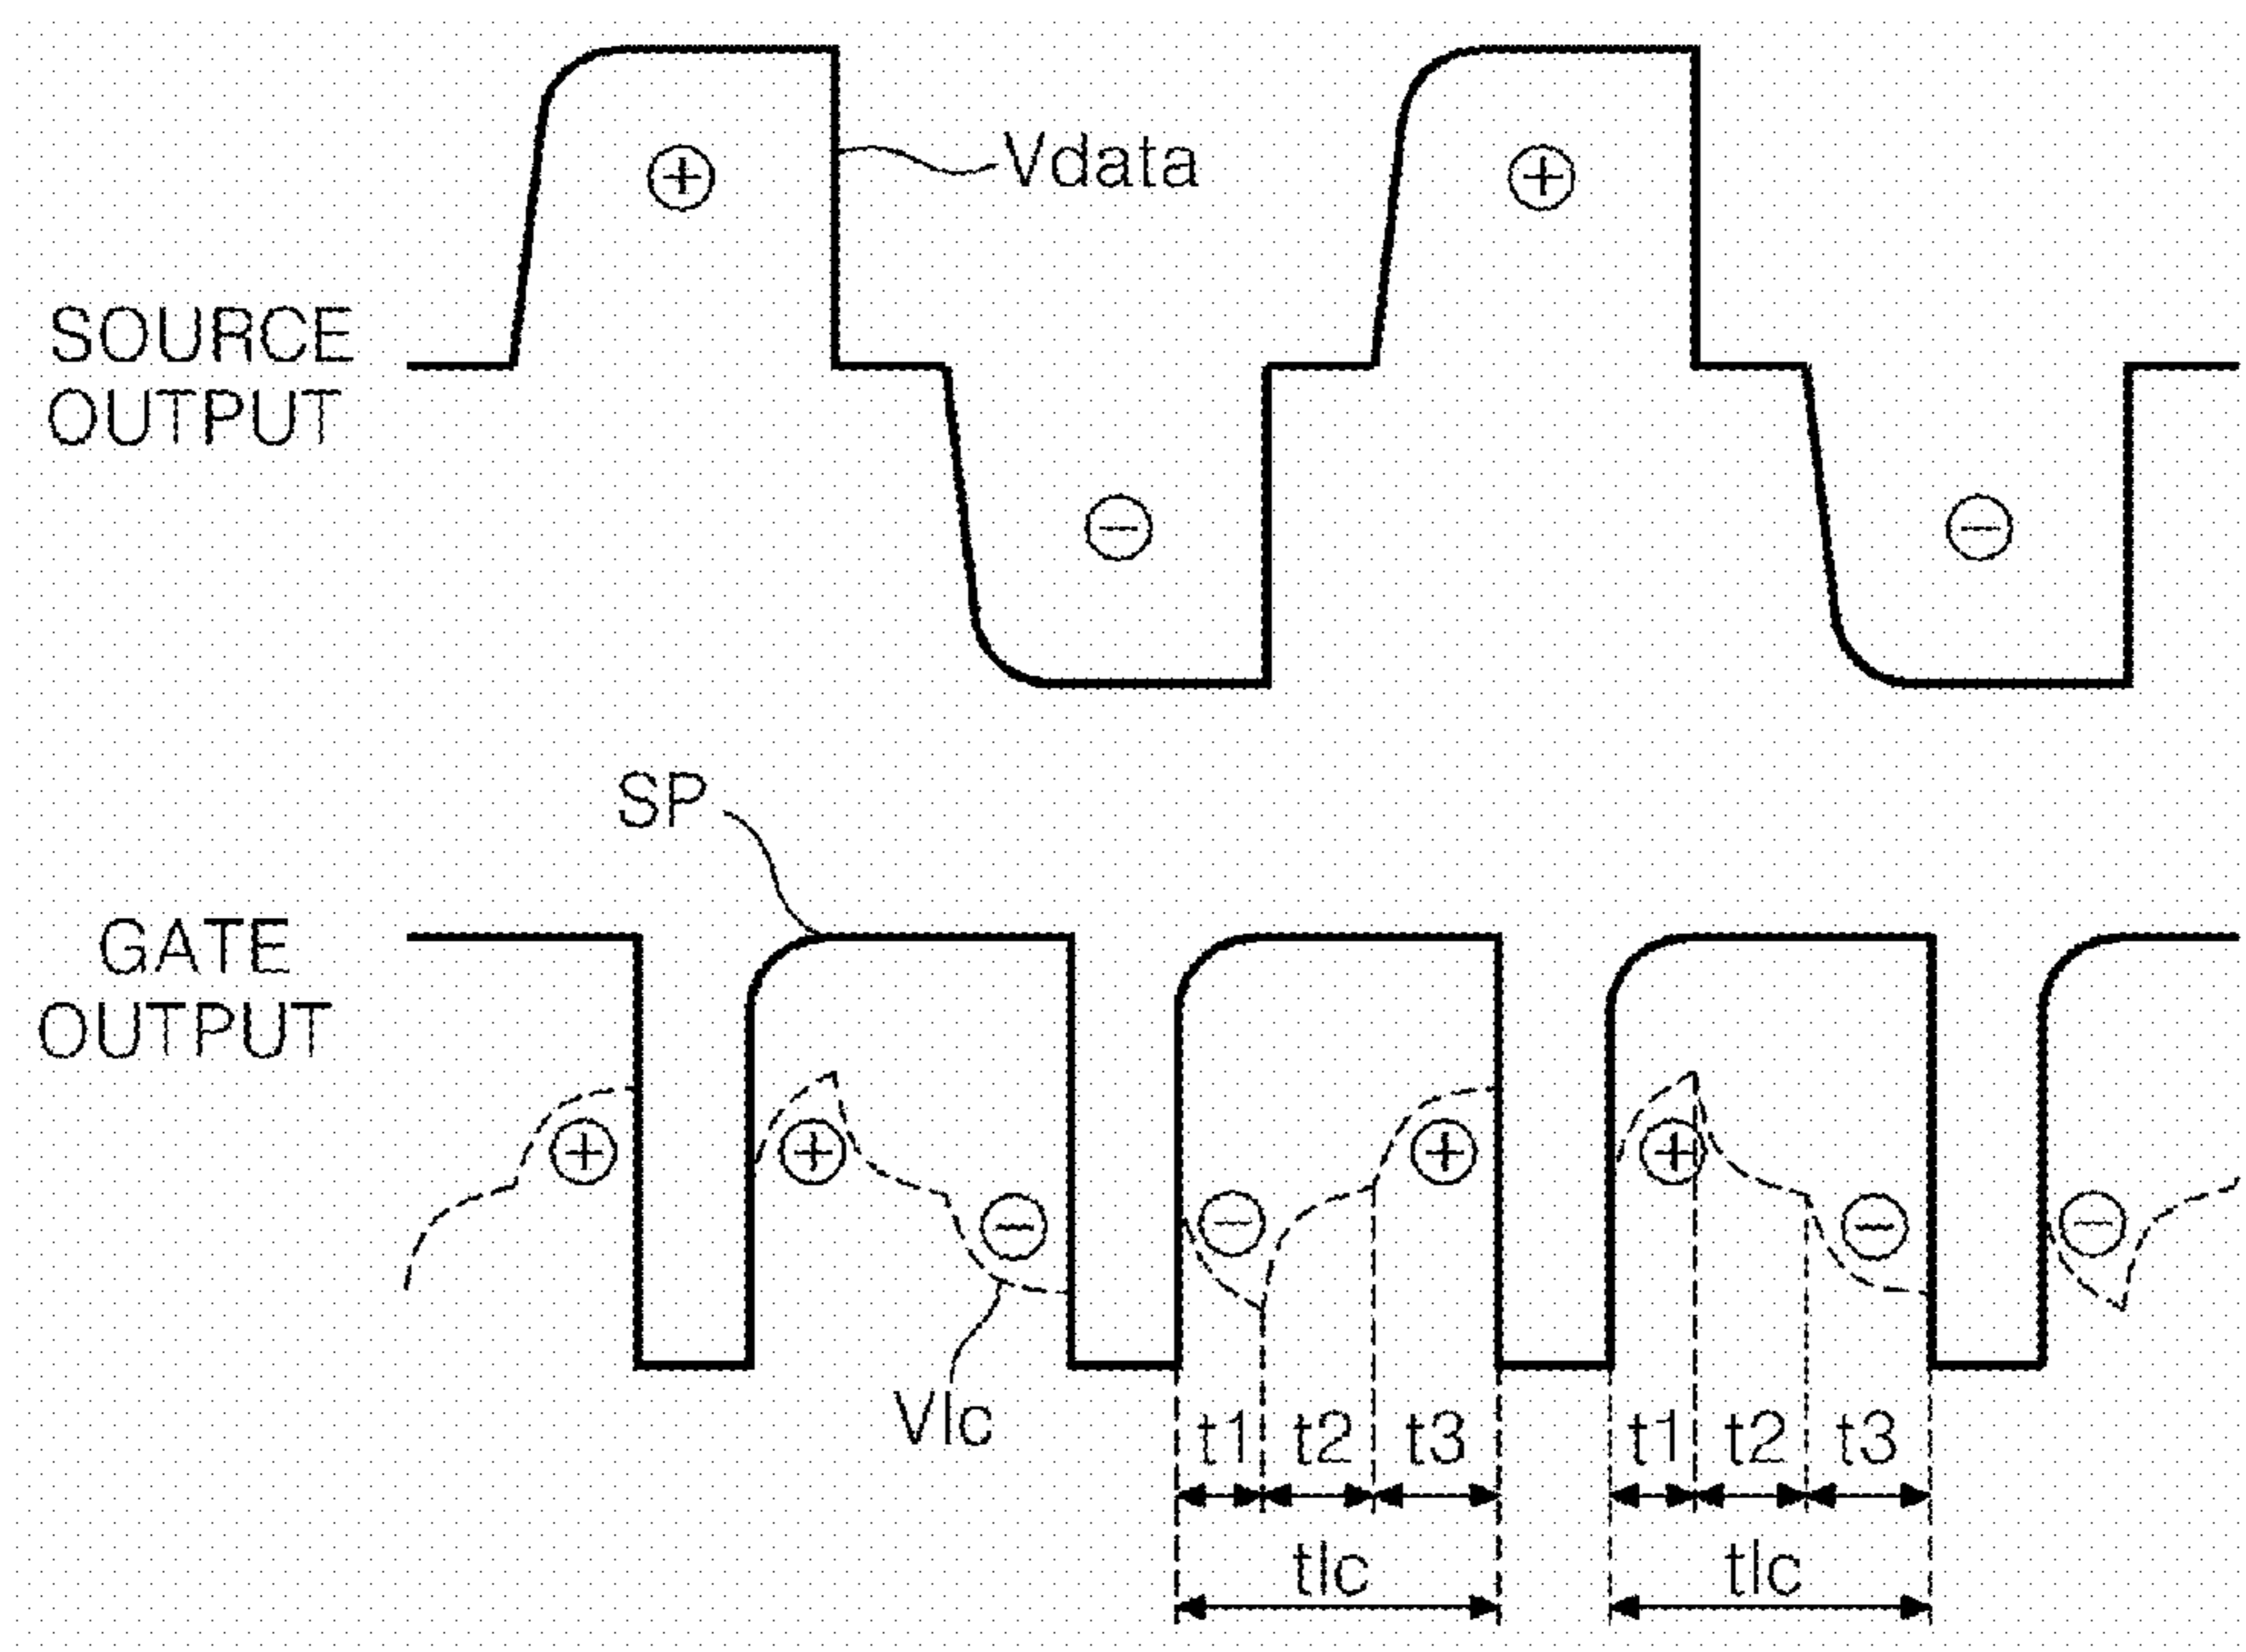 ⊕
Vdata
⊕
SOURCE
OUTPUT
⊖
⊖
SP
GATE
OUTPUT
⊕ ⊕ ⊖ ⊖ ⊕ ⊕ ⊖ ⊖
Vlc
t1 t2 t3 t1 t2 t3
tlc tlc